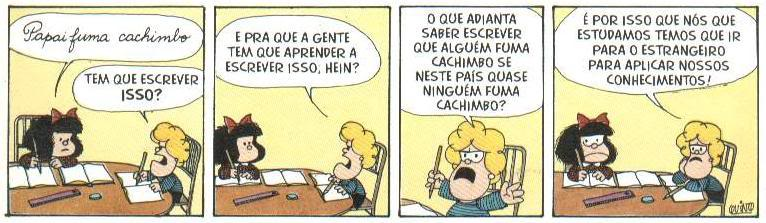 Papai fuma cachimbo
TEM QUE ESCREVER
ISSO?
E PRA QUE A GENTE
TEM QUE APRENDER A
ESCREVER ISSO, HEIN?
O QUE ADIANTA
SABER ESCREVER
QUE ALGUÉM FUMA
CACHIMBO SE
NESTE PAÍS QUASE
NINGUÉM FUMA
CACHIMBO?
É POR ISSO QUE NÓS QUE
ESTUDAMOS TEMOS QUE IR
PARA O ESTRANGEIRO
PARA APLICAR NOSSOS
CONHECIMENTOS!
QUINO